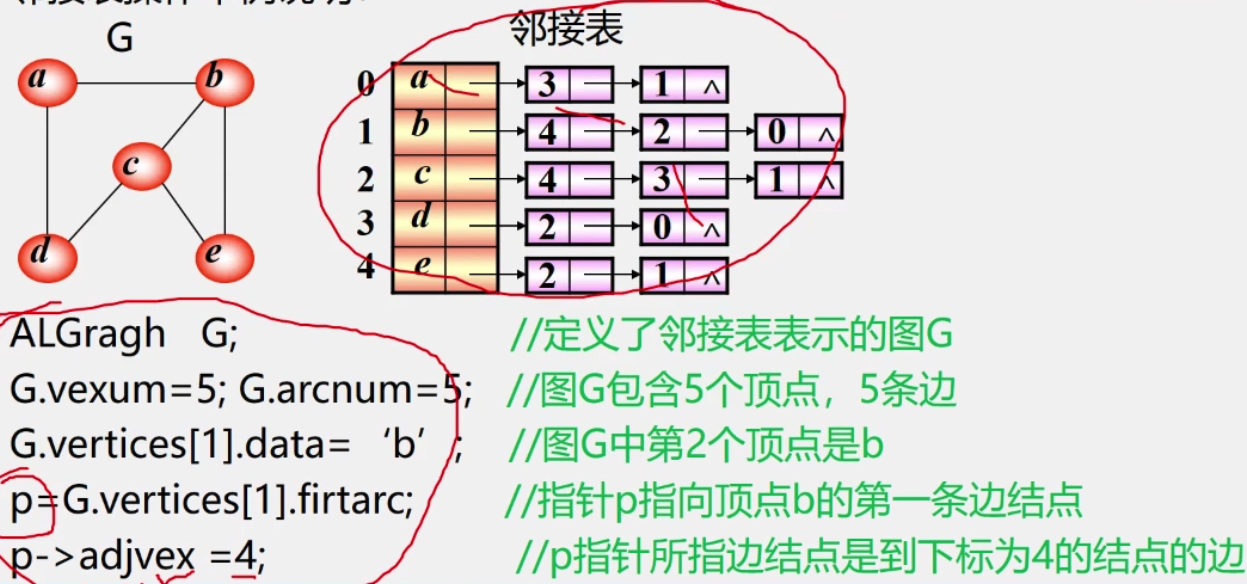 G
邻接表
a b
c
d e
0 a 3 1 ^
1 b 4 2 0 ^
2 c 4 3 1 ^
3 d 2 0 ^
4 e 2 1 ^
ALGragh G; //定义了邻接表表示的图G
G.vexum=5; G.arcnum=5; //图G包含5个顶点，5条边
G.vertices[1].data= ‘b’ ; //图G中第2个顶点是b
p=G.vertices[1].firtarc; //指针p指向顶点b的第一条边结点
p->adjvex =4; //p指针所指边结点是到下标为4的结点的边